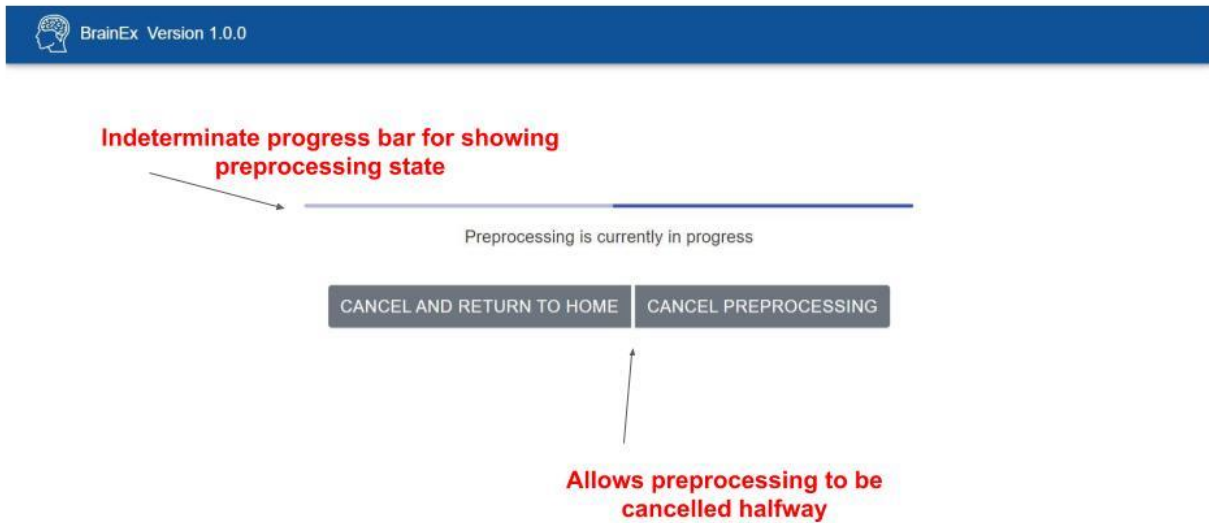 BrainEx Version 1.0.0
Indeterminate progress bar for showing
preprocessing state
Preprocessing is currently in progress
CANCEL AND RETURN TO HOME
CANCEL PREPROCESSING
Allows preprocessing to be
cancelled halfway